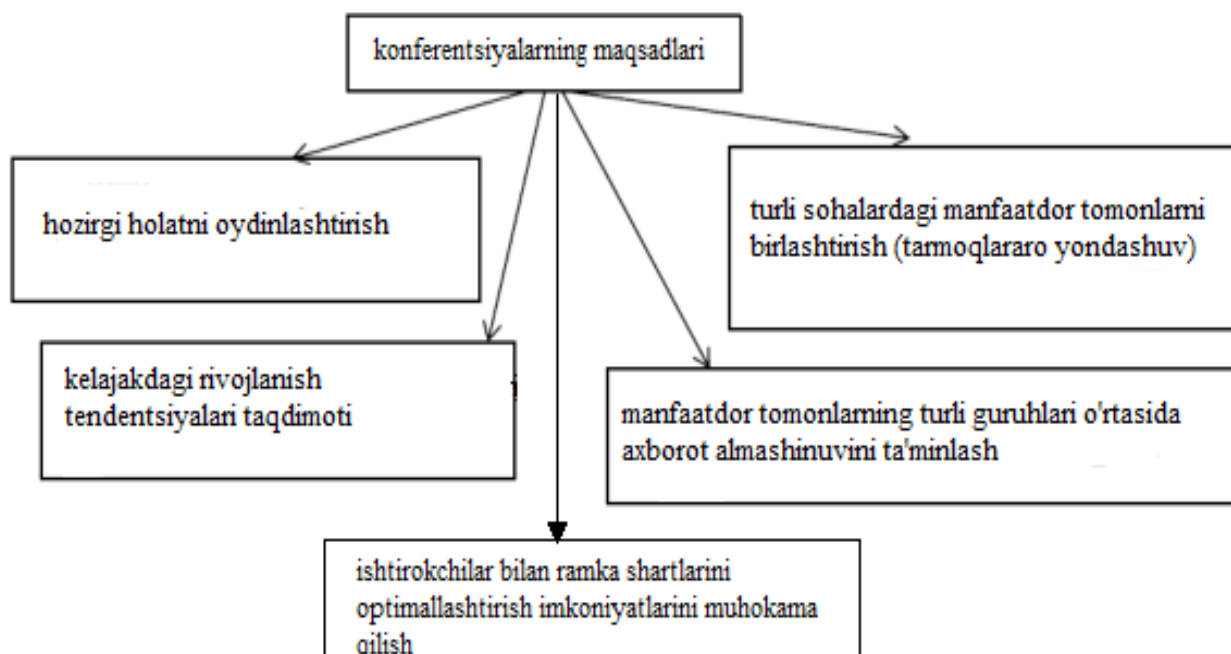 konferentsiyalarning maqsadlari
hozirgi holatni oydinlashtirish
turli sohalardagi manfaatdor tomonlarni
birlashtirish (tarmoqlararo yondashuv)
kelajakdagi rivojlanish
tendentsiyalari taqdimoti
manfaatdor tomonlarning turli guruhlari o'rtasida
axborot almashinuvini ta'minlash
ishtirokchilar bilan ramka shartlarini
optimallashtirish imkoniyatlarini muhokama
qilish